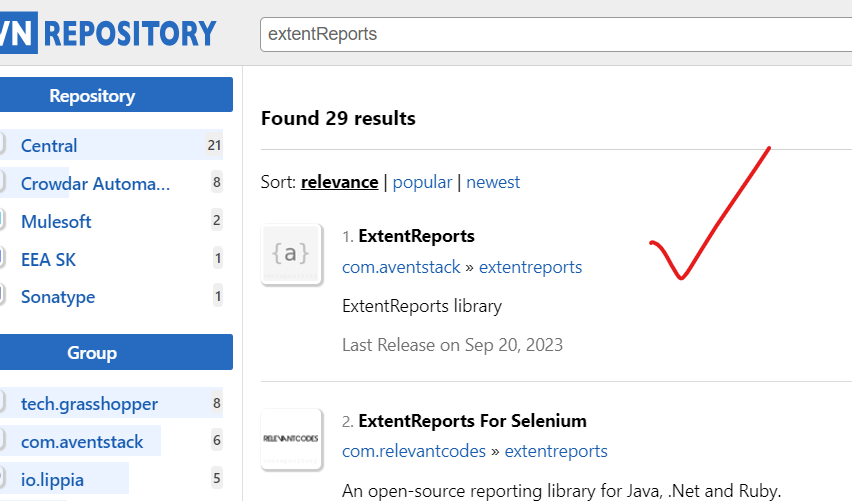 VN REPOSITORY
extentReports
Repository
Central 21
Crowdar Automa... 8
Mulesoft 2
EEA SK 1
Sonatype 1
Group
tech.grasshopper 8
com.aventstack 6
io.lippia 5
Found 29 results
Sort: relevance | popular | newest
{a}
1. ExtentReports
com.aventstack » extentreports
ExtentReports library
Last Release on Sep 20, 2023
RELEVANTCODES
2. ExtentReports For Selenium
com.relevantcodes » extentreports
An open-source reporting library for Java, .Net and Ruby.